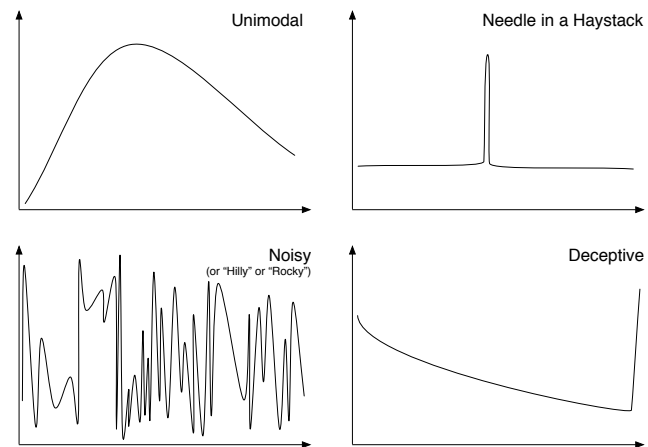 Unimodal
Needle in a Haystack
Noisy
(or “Hilly” or “Rocky”)
Deceptive